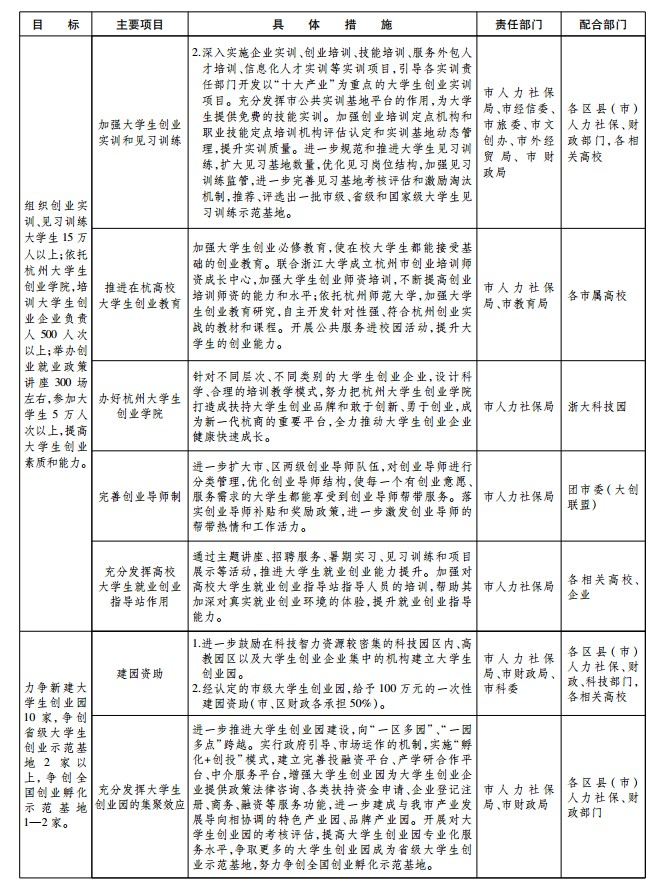 目 标
主要项目
具 体 措 施
责任部门
配合部门
组织创业实
训、见习训练
大学生15万
人以上;依托
杭州大学生
创业学院,培
训大学生创
业企业负责
人 500 人次
以上;举办创
业就业政策
讲座 300 场
左右,参加大
学生 5 万人
次以上,提高
大学生创业
素质和能力。
加强大学生创业
实训和见习训练
2.深入实施企业实训、创业培训、技能培训、服务外包人
才培训、信息化人才实训等实训项目,引导各实训责
任部门开发以“十大产业”为重点的大学生创业实训
项目。充分发挥市公共实训基地平台的作用,为大学
生提供免费的技能实训。加强创业培训定点机构和
职业技能定点培训机构评估认定和实训基地动态管
理,提升实训质量。进一步规范和推进大学生见习训
练,扩大见习基地数量,优化见习岗位结构,加强见习
训练监管,进一步完善见习基地考核评估和激励淘汰
机制,推荐、评选出一批市级、省级和国家级大学生见
习训练示范基地。
市人力社保
局、市经信委、
市旅委、市文
创办、市外经
贸局、市财
政局
各区县(市)
人力社保、财
政部门,各相
关高校
推进在杭高校
大学生创业教育
加强大学生创业必修教育,使在校大学生都能接受基
础的创业教育。联合浙江大学成立杭州市创业培训师
资成长中心,加强大学生创业师资培训,不断提高创业
培训师资的能力和水平;依托杭州师范大学,加强大学
生创业教育研究,自主开发针对性强、符合杭州创业实
战的教材和课程。开展公共服务进校园活动,提升大
学生的创业能力。
市人力社保
局、市教育局
各市属高校
办好杭州大学生
创业学院
针对不同层次、不同类别的大学生创业企业,设计科
学、合理的培训教学模式,努力把杭州大学生创业学院
打造成扶持大学生创业品牌和敢于创新、勇于创业,成
为新一代杭商的重要平台,全力推动大学生创业企业
健康快速成长。
市人力社保局
浙大科技园
完善创业导师制
进一步扩大市、区两级创业导师队伍,对创业导师进行
分类管理,优化创业导师结构,使每一个有创业意愿、
服务需求的大学生都能享受到创业导师帮带服务。落
实创业导师补贴和奖励政策,进一步激发创业导师的
帮带热情和工作活力。
市人力社保局
团市委(大创
联盟)
充分发挥高校
大学生就业创业
指导站作用
通过主题讲座、招聘服务、暑期实习、见习训练和项目
展示等活动,推进大学生就业创业能力提升。加强对
高校大学生就业创业指导站指导人员的培训,帮助其
加深对真实就业创业环境的体验,提升就业创业指导
能力。
市人力社保局
各相关高校、
企业
力争新建大
学生创业园
10 家,争创
省级大学生
创业示范基
地 2 家以
上,争创全
国创业孵化
示范基地
1—2家。
建园资助
1.进一步鼓励在科技智力资源较密集的科技园区内、高
教园区以及大学生创业企业集中的机构建立大学生
创业园。
2.经认定的市级大学生创业园,给予100万元的一次性
建园资助(市、区财政各承担50%)。
市人力社保
局、市财政局、
市科委
各区县(市)
人力社保、财
政、科技部门,
各相关高校
充分发挥大学生
创业园的集聚效应
进一步推进大学生创业园建设,向“一区多园”、“一园
多点”跨越。实行政府引导、市场运作的机制,实施“孵
化+创投”模式,建立完善投融资平台、产学研合作平
台、中介服务平台,增强大学生创业园为大学生创业企
业提供政策法律咨询、各类扶持资金申请、企业登记注
册、商务、融资等服务功能,进一步建成与我市产业发
展导向相协调的特色产业园、品牌产业园。开展对大
学生创业园的考核评估,提高大学生创业园专业化服
务水平,争取更多的大学生创业园成为省级大学生创
业示范基地,努力争创全国创业孵化示范基地。
市人力社保
局、市财政局
各区县(市)
人力社保、财
政部门